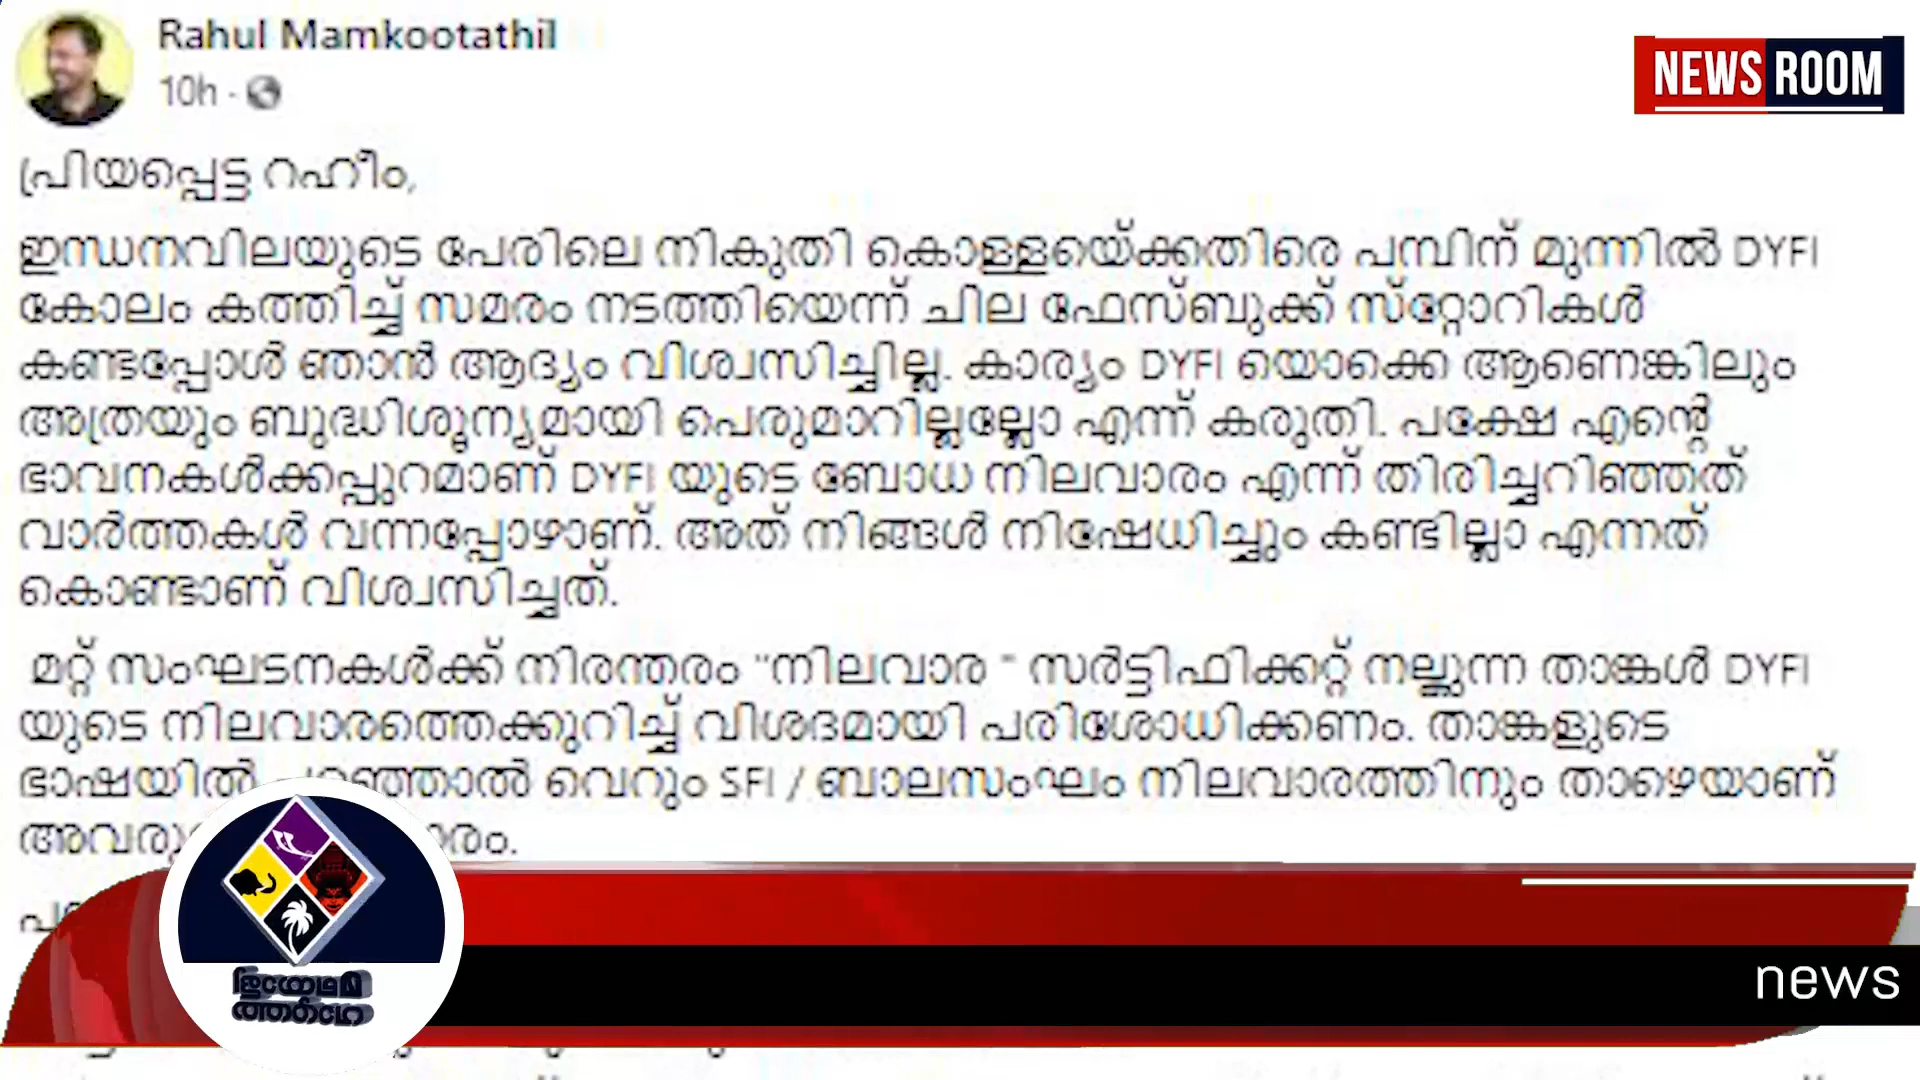 Rahul Mamkootathil
10h ·
NEWS ROOM
പ്രിയപ്പെട്ട റഹീം,
ഇന്ധനവിലയുടെ പേരിലെ നികുതി കൊള്ളയ്ക്കെതിരെ പമ്പിന് മുന്നിൽ DYFI
കോലം കത്തിച്ച് സമരം നടത്തിയെന്ന് ചില ഫേസ്ബുക്ക് സ്റ്റോറികൾ
കണ്ടപ്പോൾ ഞാൻ ആദ്യം വിശ്വസിച്ചില്ല. കാര്യം DYFI യൊക്കെ ആണെങ്കിലും
അത്രയും ബുദ്ധിശൂന്യമായി പെരുമാറില്ലല്ലോ എന്ന് കരുതി. പക്ഷേ എന്റെ
ഭാവനകൾക്കപ്പുറമാണ് DYFI യുടെ ബോധ നിലവാരം എന്ന് തിരിച്ചറിഞ്ഞത്
വാർത്തകൾ വന്നപ്പോഴാണ്. അത് നിങ്ങൾ നിഷേധിച്ചും കണ്ടില്ലാ എന്നത്
കൊണ്ടാണ് വിശ്വസിച്ചത്.
മറ്റ് സംഘടനകൾക്ക് നിരന്തരം "നിലവാര " സർട്ടിഫിക്കറ്റ് നല്കുന്ന താങ്കൾ DYFI
യുടെ നിലവാരത്തെക്കുറിച്ച് വിശദമായി പരിശോധിക്കണം. താങ്കളുടെ
ഭാഷയിൽ വെറും SFI / ബാലസംഘം നിലവാരത്തിനും താഴെയാണ്
news